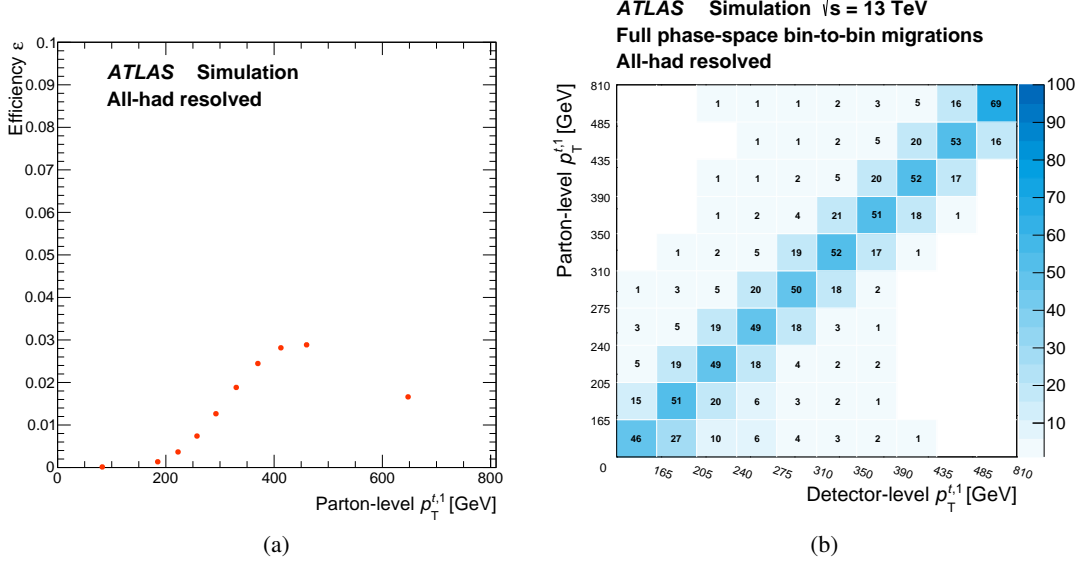 ATLAS Simulation
All-had resolved
Efficiency ε
0.1
0.09
0.08
0.07
0.06
0.05
0.04
0.03
0.02
0.01
0
0 200 400 600 800
Parton-level p_T^{t,1} [GeV]
(a)
ATLAS Simulation √s = 13 TeV
Full phase-space bin-to-bin migrations
All-had resolved
Parton-level p_T^{t,1} [GeV]
810
485
435
390
350
310
275
240
205
165
0
1 1 1 2 3 5 16 69
1 1 2 5 20 53 16
1 1 2 5 20 52 17
1 2 4 21 51 18 1
1 2 5 19 52 17 1
1 3 5 20 50 18 2
3 5 19 49 18 3 1
5 19 49 18 4 2 2
15 51 20 6 3 2 1
46 27 10 6 4 3 2 1
165 205 240 275 310 350 390 435 485 810
Detector-level p_T^{t,1} [GeV]
100
90
80
70
60
50
40
30
20
10
(b)